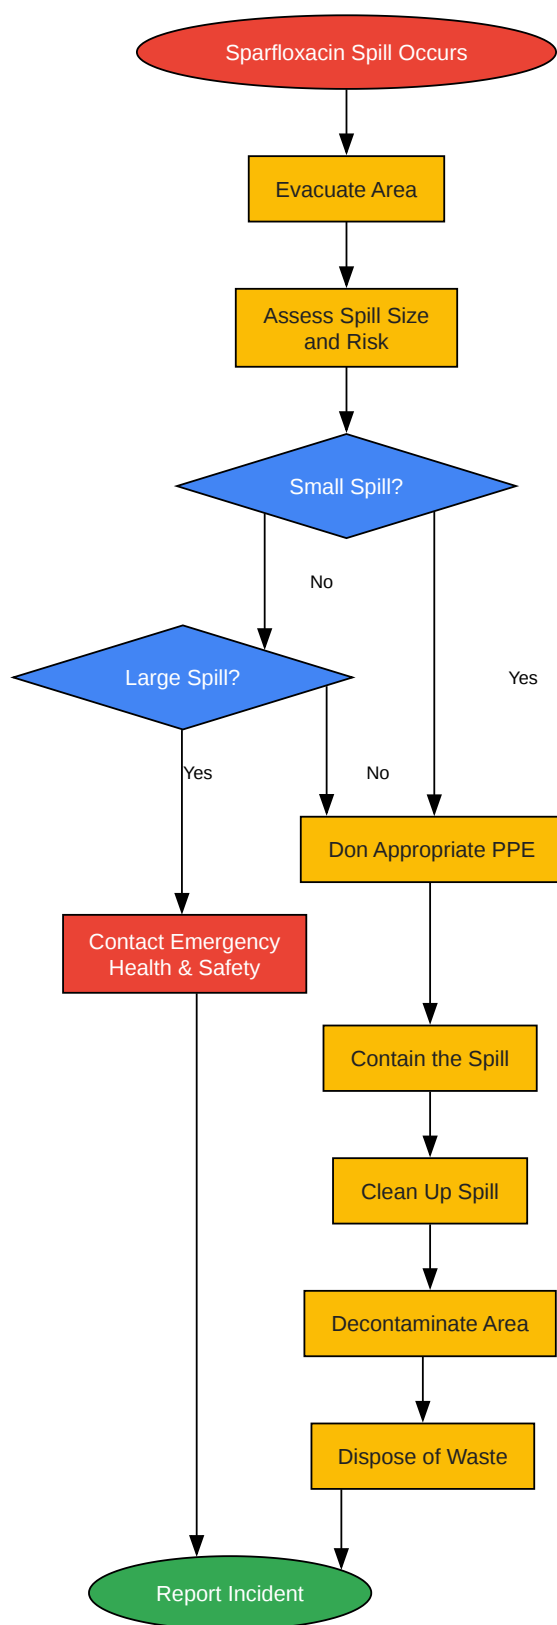 Sparfloxacin Spill Occurs
Evacuate Area
Assess Spill Size
and Risk
Small Spill?
No
Large Spill?
Yes
Yes
No
Don Appropriate PPE
Contact Emergency
Health & Safety
Contain the Spill
Clean Up Spill
Decontaminate Area
Dispose of Waste
Report Incident